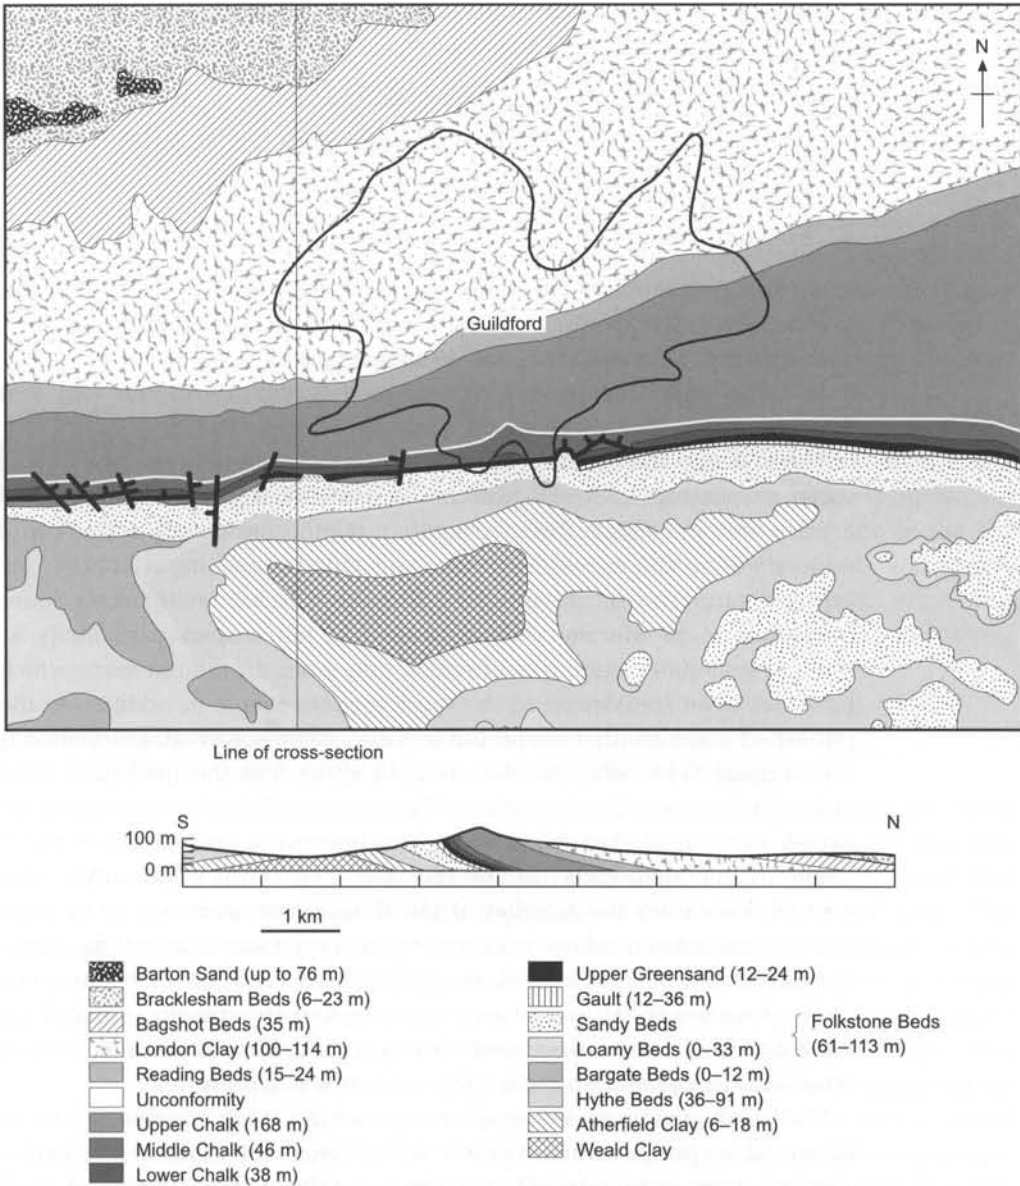 N
Guildford
Line of cross-section
S
N
100 m
0 m
1 km
Barton Sand (up to 76 m)
Bracklesham Beds (6–23 m)
Bagshot Beds (35 m)
London Clay (100–114 m)
Reading Beds (15–24 m)
Unconformity
Upper Chalk (168 m)
Middle Chalk (46 m)
Lower Chalk (38 m)
Upper Greensand (12–24 m)
Gault (12–36 m)
Sandy Beds
Loamy Beds (0–33 m)
Folkstone Beds
(61–113 m)
Bargate Beds (0–12 m)
Hythe Beds (36–91 m)
Atherfield Clay (6–18 m)
Weald Clay